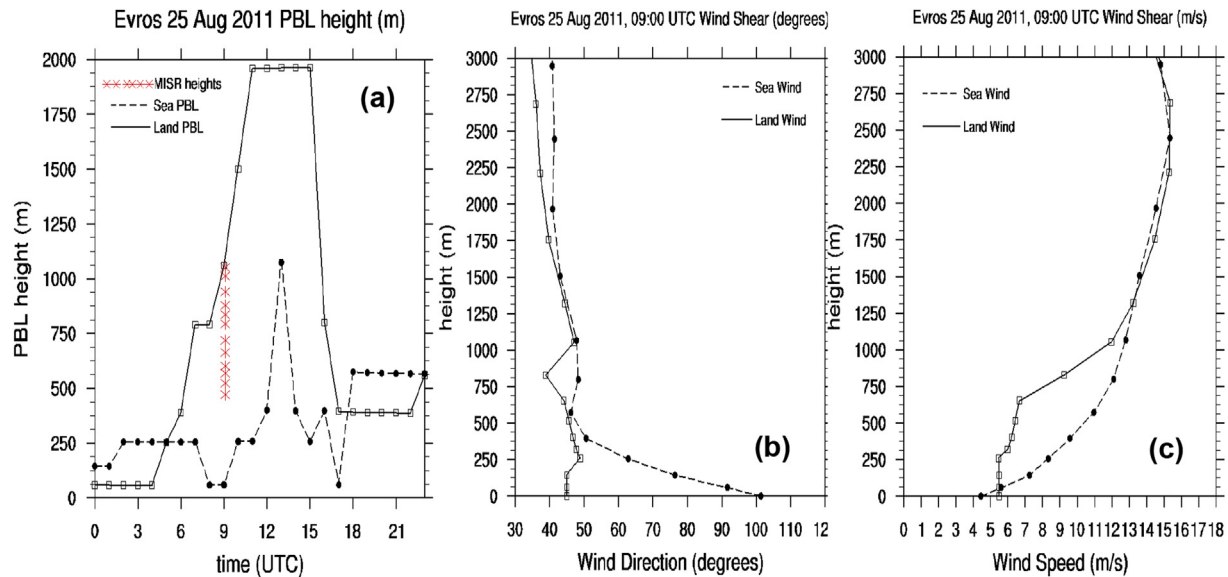 Evros 25 Aug 2011 PBL height (m)
2000
1750
1500
1250
1000
750
500
250
0
PBL height (m)
MISR heights
Sea PBL
Land PBL
(a)
0 3 6 9 12 15 18 21
time (UTC)
Evros 25 Aug 2011, 09:00 UTC Wind Shear (degrees)
3000
2750
2500
2250
2000
1750
1500
1250
1000
750
500
250
0
height (m)
Sea Wind
Land Wind
(b)
30 40 50 60 70 80 90 100 110 12
Wind Direction (degrees)
Evros 25 Aug 2011, 09:00 UTC Wind Shear (m/s)
3000
2750
2500
2250
2000
1750
1500
1250
1000
750
500
250
0
height (m)
Sea Wind
Land Wind
(c)
0 1 2 3 4 5 6 7 8 9 10 11 12 13 14 15 16 17 18
Wind Speed (m/s)